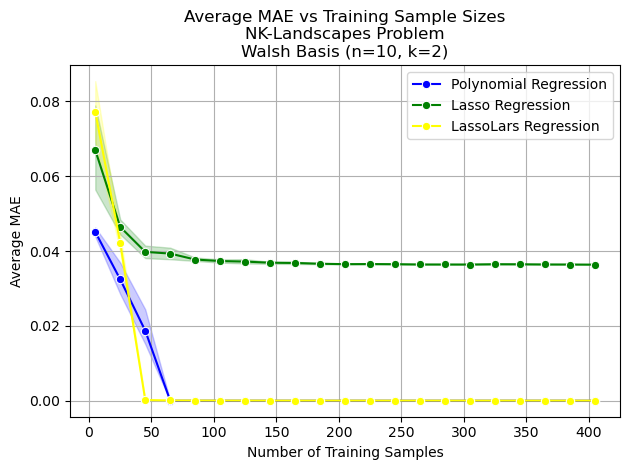 Average MAE vs Training Sample Sizes
NK-Landscapes Problem
Walsh Basis (n=10, k=2)
Polynomial Regression
Lasso Regression
LassoLars Regression
Average MAE
0.08
0.06
0.04
0.02
0.00
0 50 100 150 200 250 300 350 400
Number of Training Samples